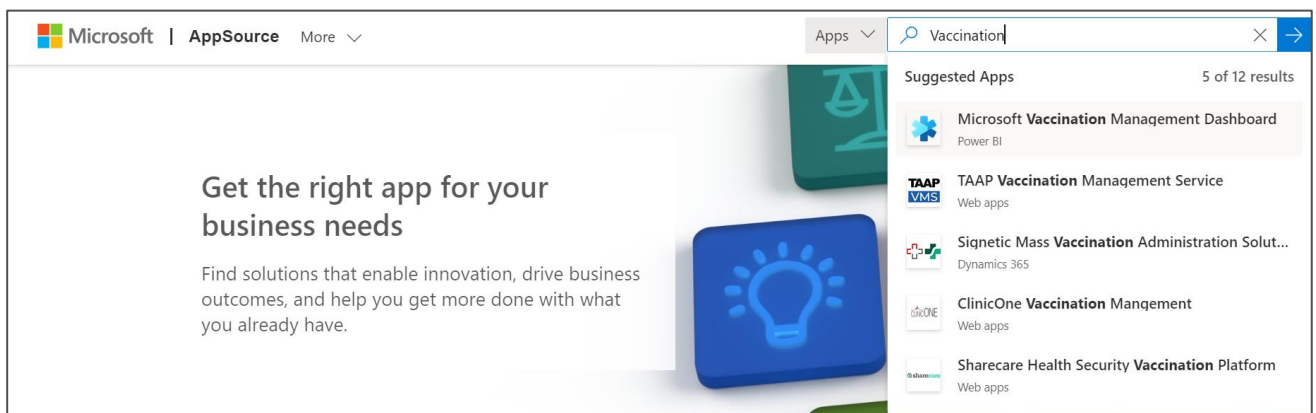 Microsoft | AppSource More
Apps
Vaccination
Suggested Apps 5 of 12 results
Microsoft Vaccination Management Dashboard
Power BI
TAAP VMS
TAAP Vaccination Management Service
Web apps
Signetic Mass Vaccination Administration Solut...
Dynamics 365
clinicONE
ClinicOne Vaccination Mangement
Web apps
sharecare
Sharecare Health Security Vaccination Platform
Web apps
Get the right app for your
business needs
Find solutions that enable innovation, drive business
outcomes, and help you get more done with what
you already have.